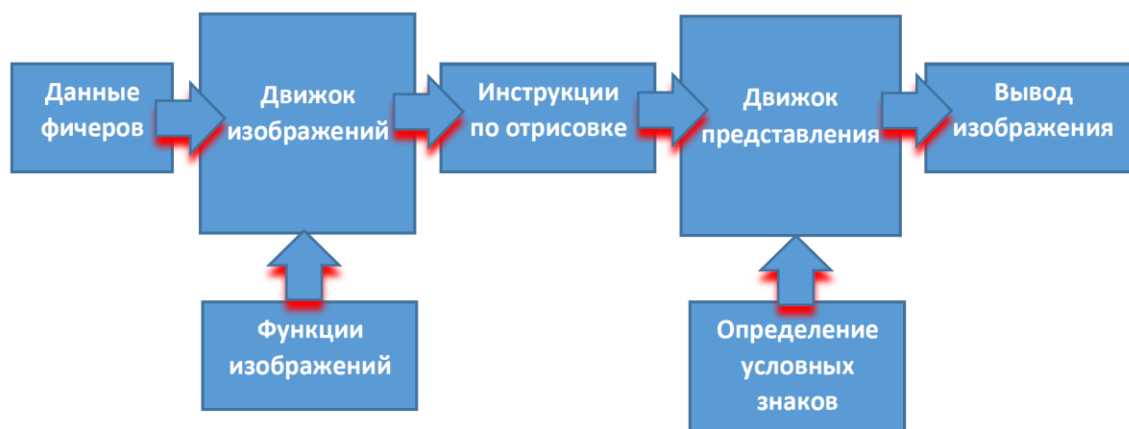 Данные
фичеров
Движок
изображений
Инструкции
по отрисовке
Движок
представления
Вывод
изображения
Функции
изображений
Определение
условных
знаков